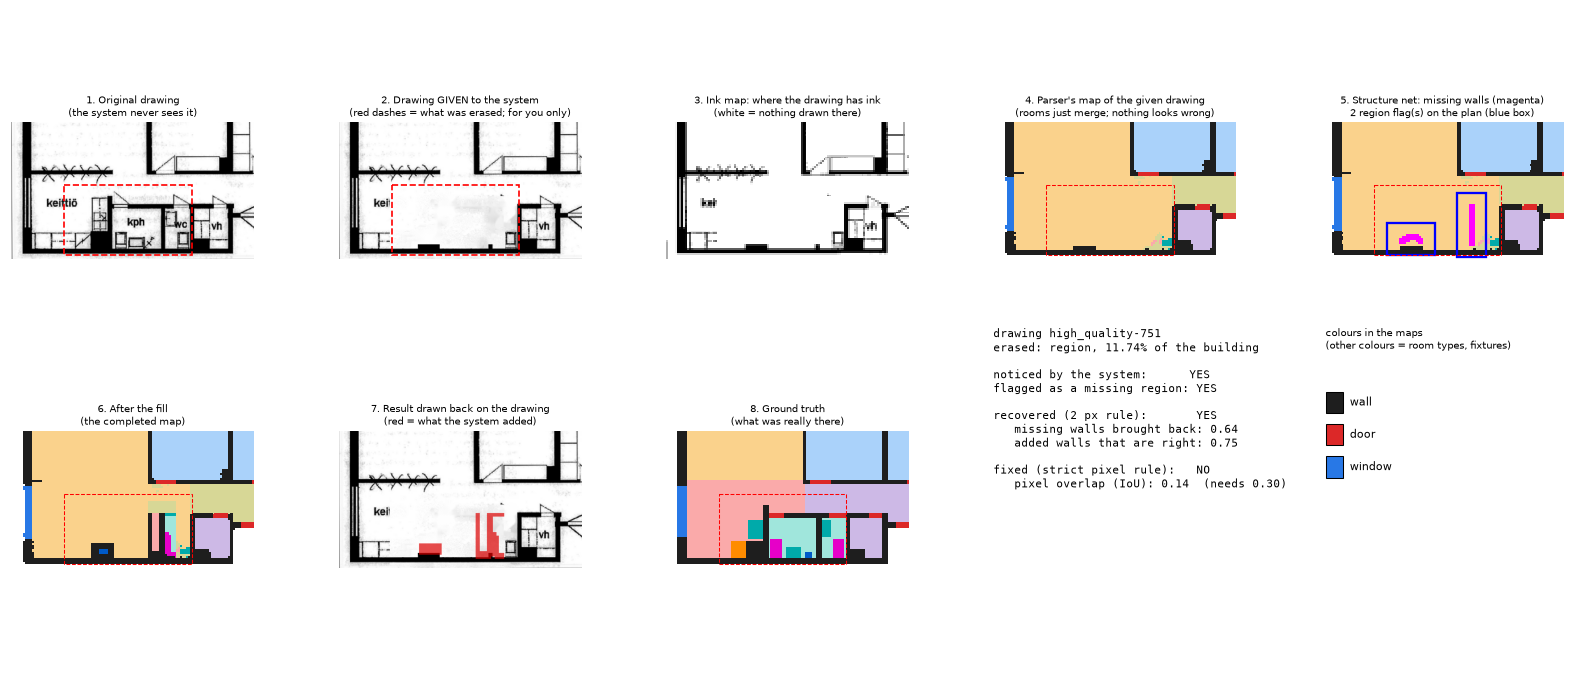 1. Original drawing
(the system never sees it)
2. Drawing GIVEN to the system
(red dashes = what was erased; for you only)
3. Ink map: where the drawing has ink
(white = nothing drawn there)
4. Parser's map of the given drawing
(rooms just merge; nothing looks wrong)
5. Structure net: missing walls (magenta)
2 region flag(s) on the plan (blue box)
keittiö
kph
wc
vh
kei
vh
kei
vh
drawing high_quality-751
erased: region, 11.74% of the building
noticed by the system: YES
flagged as a missing region: YES
recovered (2 px rule): YES
missing walls brought back: 0.64
added walls that are right: 0.75
fixed (strict pixel rule): NO
pixel overlap (IoU): 0.14 (needs 0.30)
colours in the maps
(other colours = room types, fixtures)
wall
door
window
6. After the fill
(the completed map)
7. Result drawn back on the drawing
(red = what the system added)
8. Ground truth
(what was really there)
kei
vh